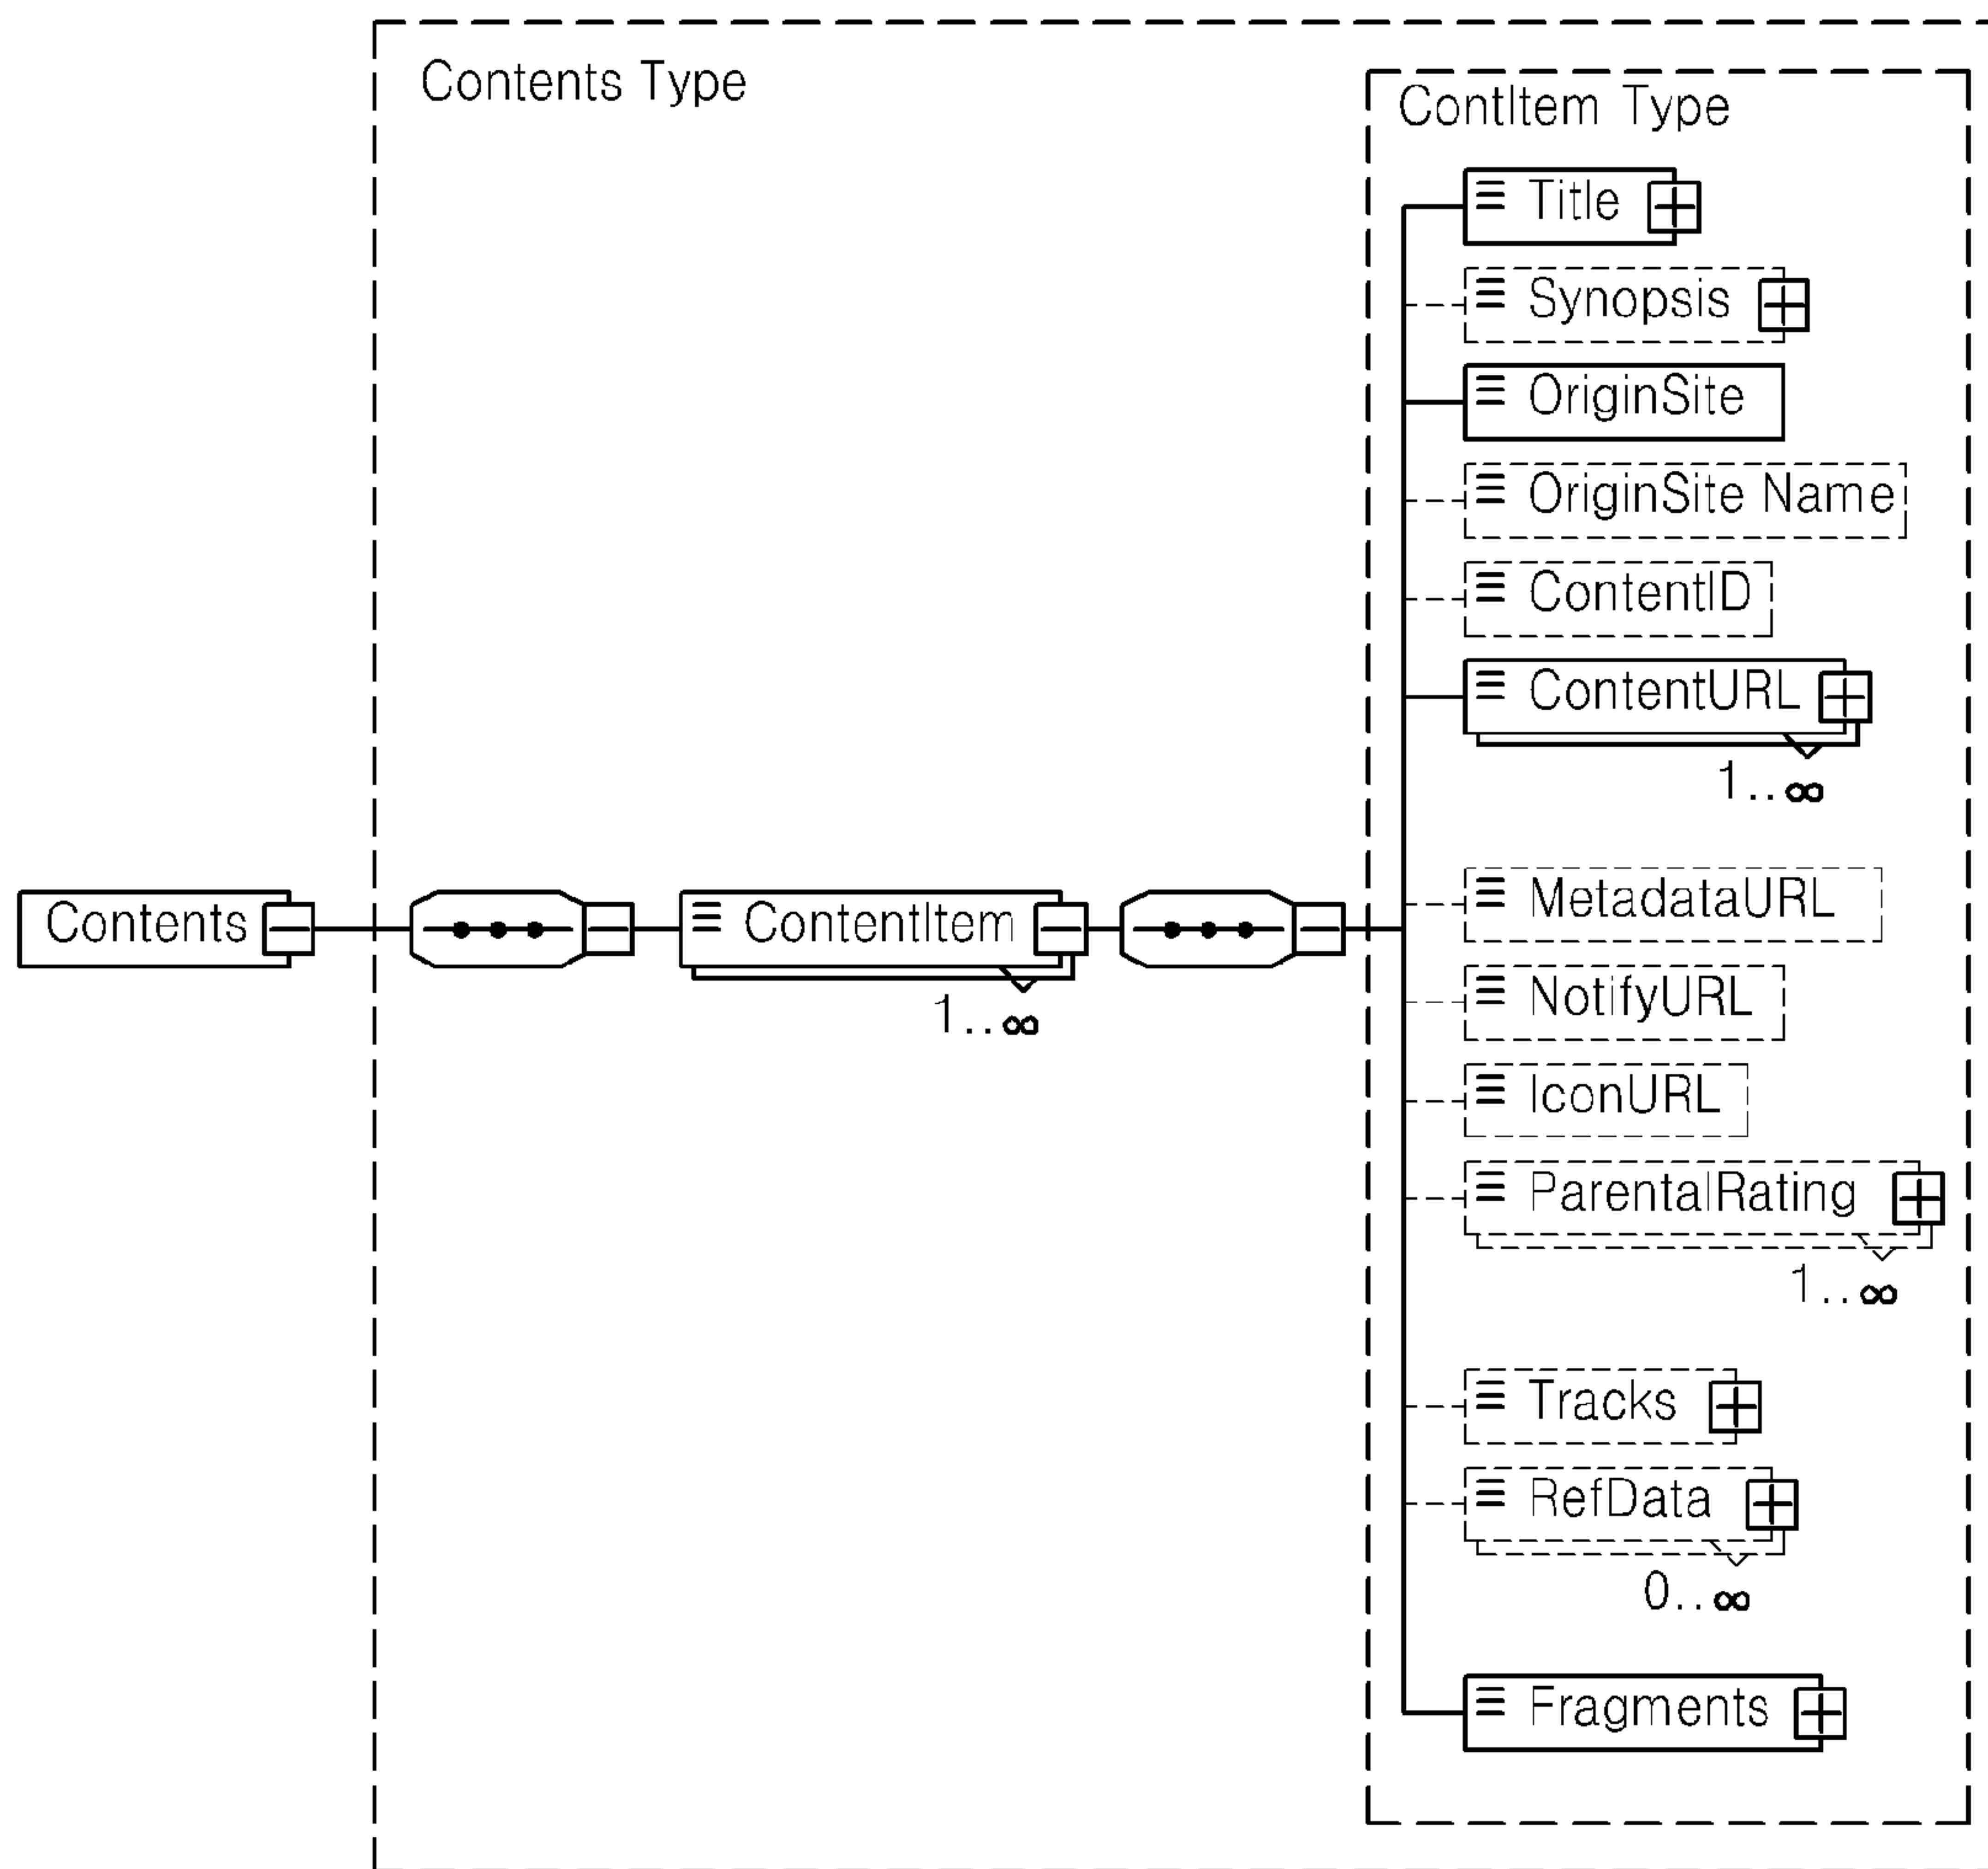 Contents Type
ContItem Type
Title
Synopsis
OriginSite
OriginSite Name
ContentID
ContentURL
1..∞
Contents
ContentItem
1..∞
MetadataURL
NotifyURL
IconURL
ParentalRating
1..∞
Tracks
RefData
0..∞
Fragments